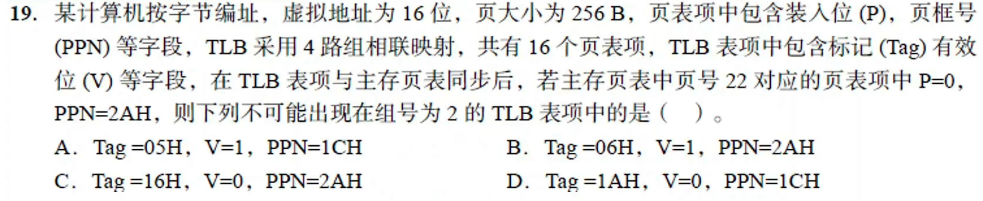 19. 某计算机按字节编址，虚拟地址为 16 位，页大小为 256 B，页表项中包含装入位 (P)，页框号
(PPN) 等字段，TLB 采用 4 路组相联映射，共有 16 个页表项，TLB 表项中包含标记 (Tag) 有效
位 (V) 等字段，在 TLB 表项与主存页表同步后，若主存页表中页号 22 对应的页表项中 P=0，
PPN=2AH，则下列不可能出现在组号为 2 的 TLB 表项中的是（　）。
A. Tag =05H，V=1，PPN=1CH B. Tag =06H，V=1，PPN=2AH
C. Tag =16H，V=0，PPN=2AH D. Tag =1AH，V=0，PPN=1CH